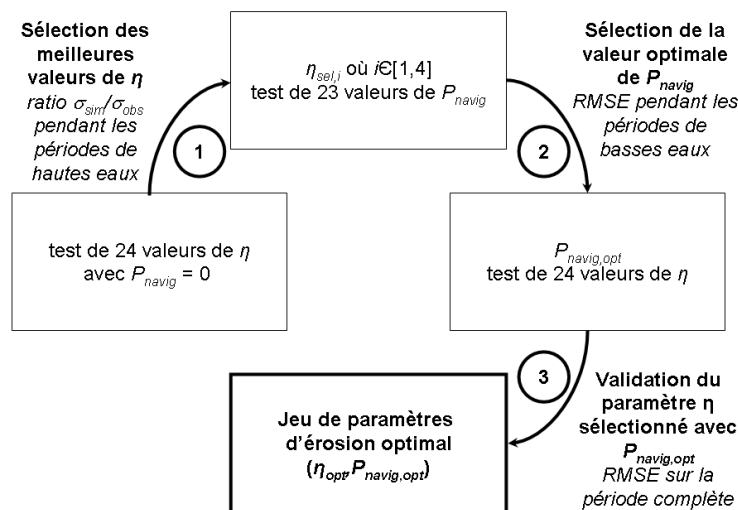 Sélection des
meilleures
valeurs de η
ratio σsim/σobs
pendant les
périodes de
hautes eaux
1
test de 24 valeurs de η
avec Pnavig = 0
ηsel,i où iЄ[1,4]
test de 23 valeurs de Pnavig
Sélection de la
valeur optimale
de Pnavig
RMSE pendant les
périodes de
basses eaux
2
Pnavig,opt
test de 24 valeurs de η
3
Validation du
paramètre η
sélectionné avec
Pnavig,opt
RMSE sur la
période complète
Jeu de paramètres
d’érosion optimal
(ηopt,Pnavig,opt)